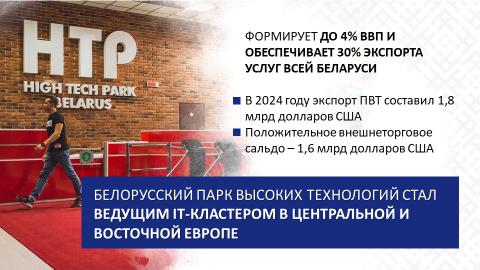 HTP
HIGH TECH PARK
BELARUS
ФОРМИРУЕТ ДО 4% ВВП И
ОБЕСПЕЧИВАЕТ 30% ЭКСПОРТА
УСЛУГ ВСЕЙ БЕЛАРУСИ
В 2024 году экспорт ПВТ составил 1,8
млрд долларов США
Положительное внешнеторговое
сальдо – 1,6 млрд долларов США
БЕЛОРУССКИЙ ПАРК ВЫСОКИХ ТЕХНОЛОГИЙ СТАЛ
ВЕДУЩИМ IT-КЛАСТЕРОМ В ЦЕНТРАЛЬНОЙ И
ВОСТОЧНОЙ ЕВРОПЕ